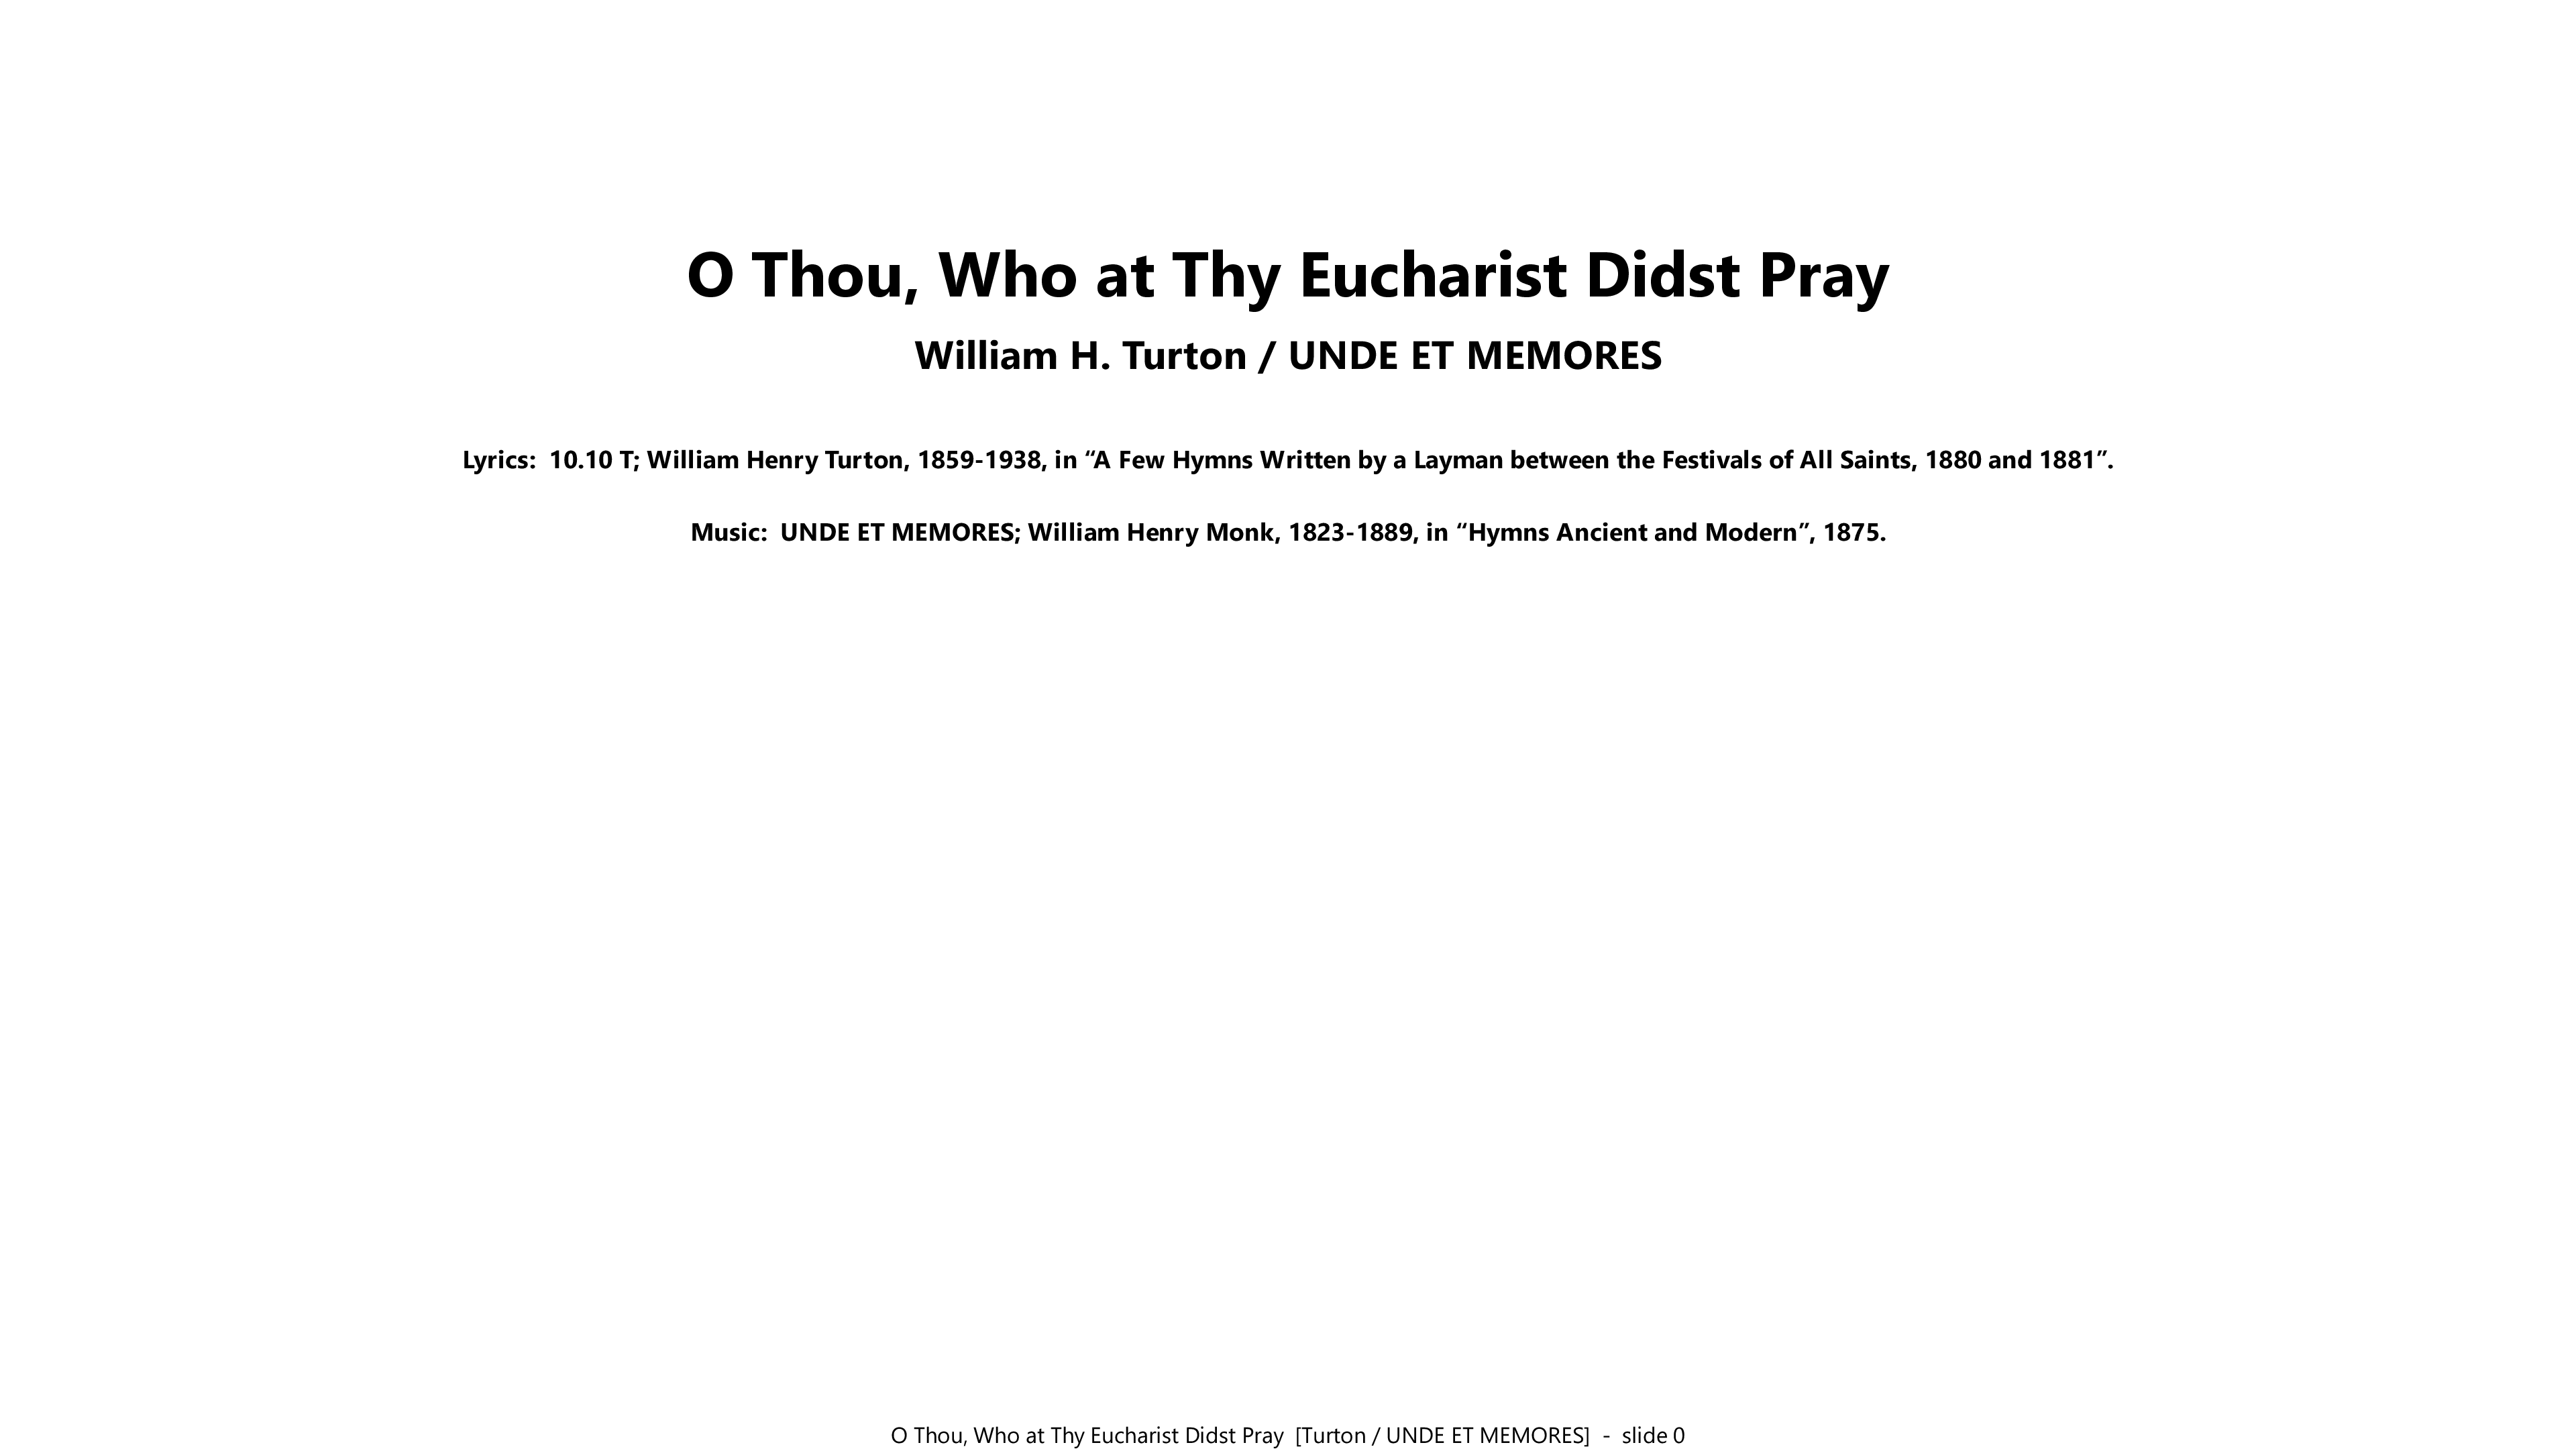 O Thou, Who at Thy Eucharist Didst Pray
William H. Turton / UNDE ET MEMORES
Lyrics:  10.10 T; William Henry Turton, 1859-1938, in “A Few Hymns Written by a Layman between the Festivals of All Saints, 1880 and 1881”.
Music:  UNDE ET MEMORES; William Henry Monk, 1823-1889, in “Hymns Ancient and Modern”, 1875.
O Thou, Who at Thy Eucharist Didst Pray  [Turton / UNDE ET MEMORES]  -  slide 0